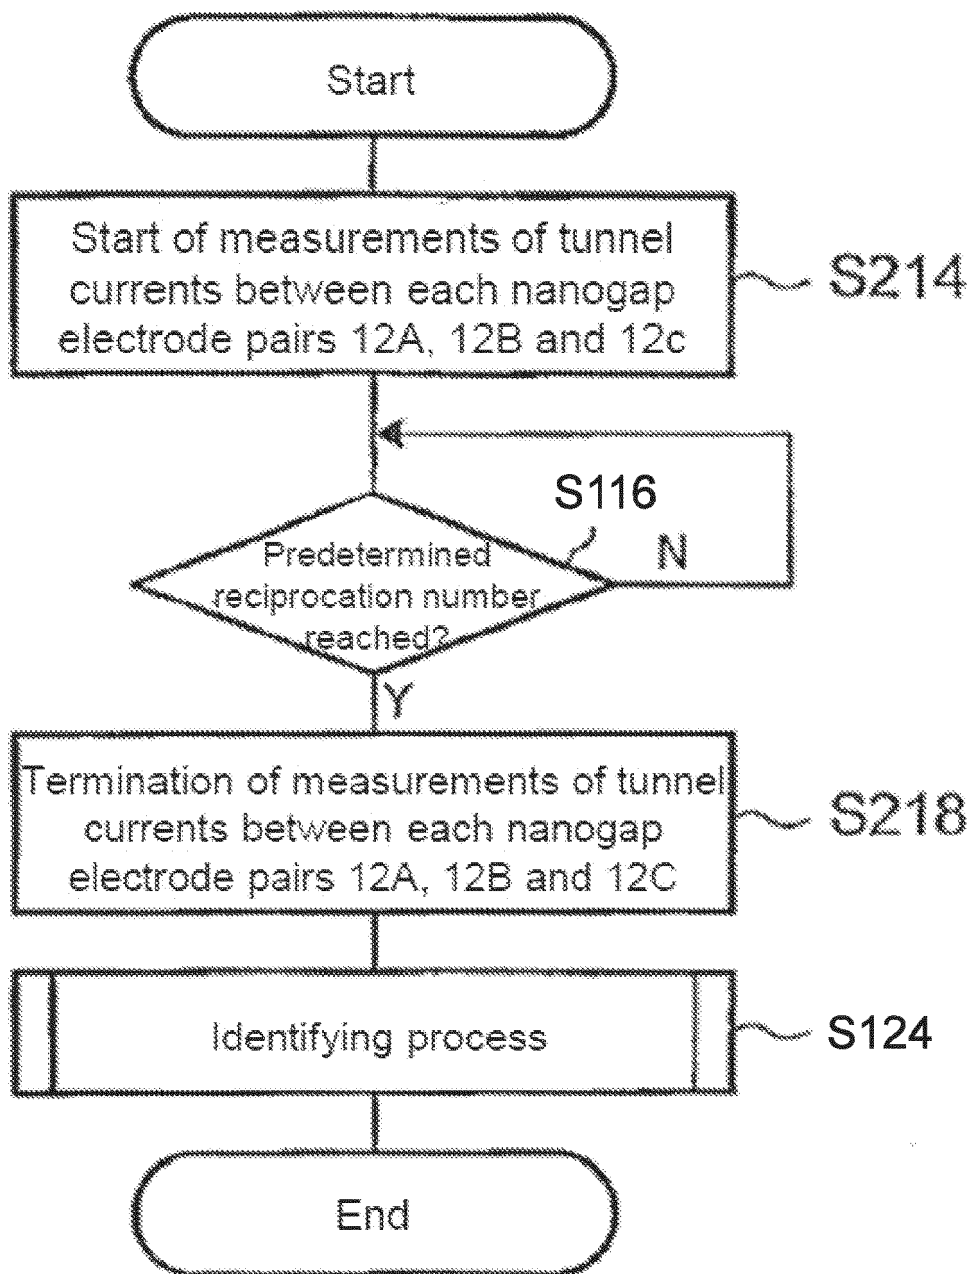 Start
Start of measurements of tunnel
currents between each nanogap
electrode pairs 12A, 12B and 12c
S214
S116
Predetermined
reciprocation number
reached?
N
Y
Termination of measurements of tunnel
currents between each nanogap
electrode pairs 12A, 12B and 12C
S218
Identifying process
S124
End